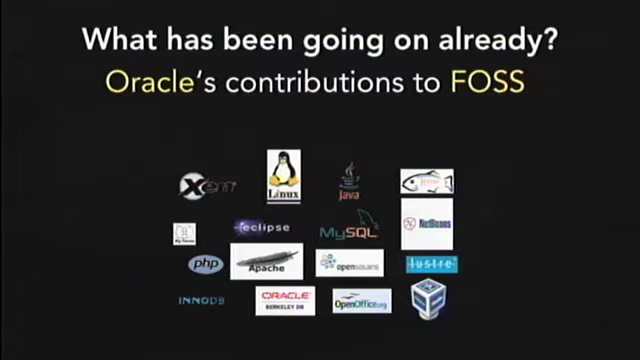 What has been going on already?
Oracle's contributions to FOSS
Xen
Linux
Java
eclipse
MySQL
NetBeans
php
Apache
opensolaris
lustre
INNODB
ORACLE
BERKELEY DB
OpenOffice.org